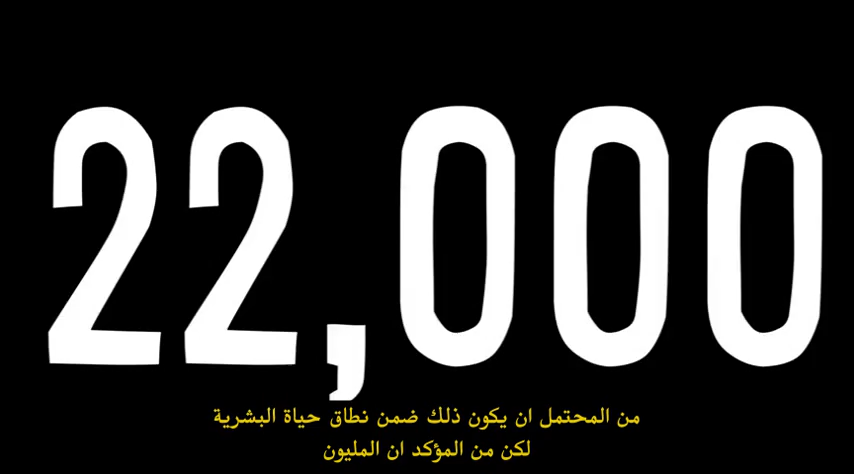 22,000
من المحتمل ان يكون ذلك ضمن نطاق حياة البشرية
لكن من المؤكد ان المليون